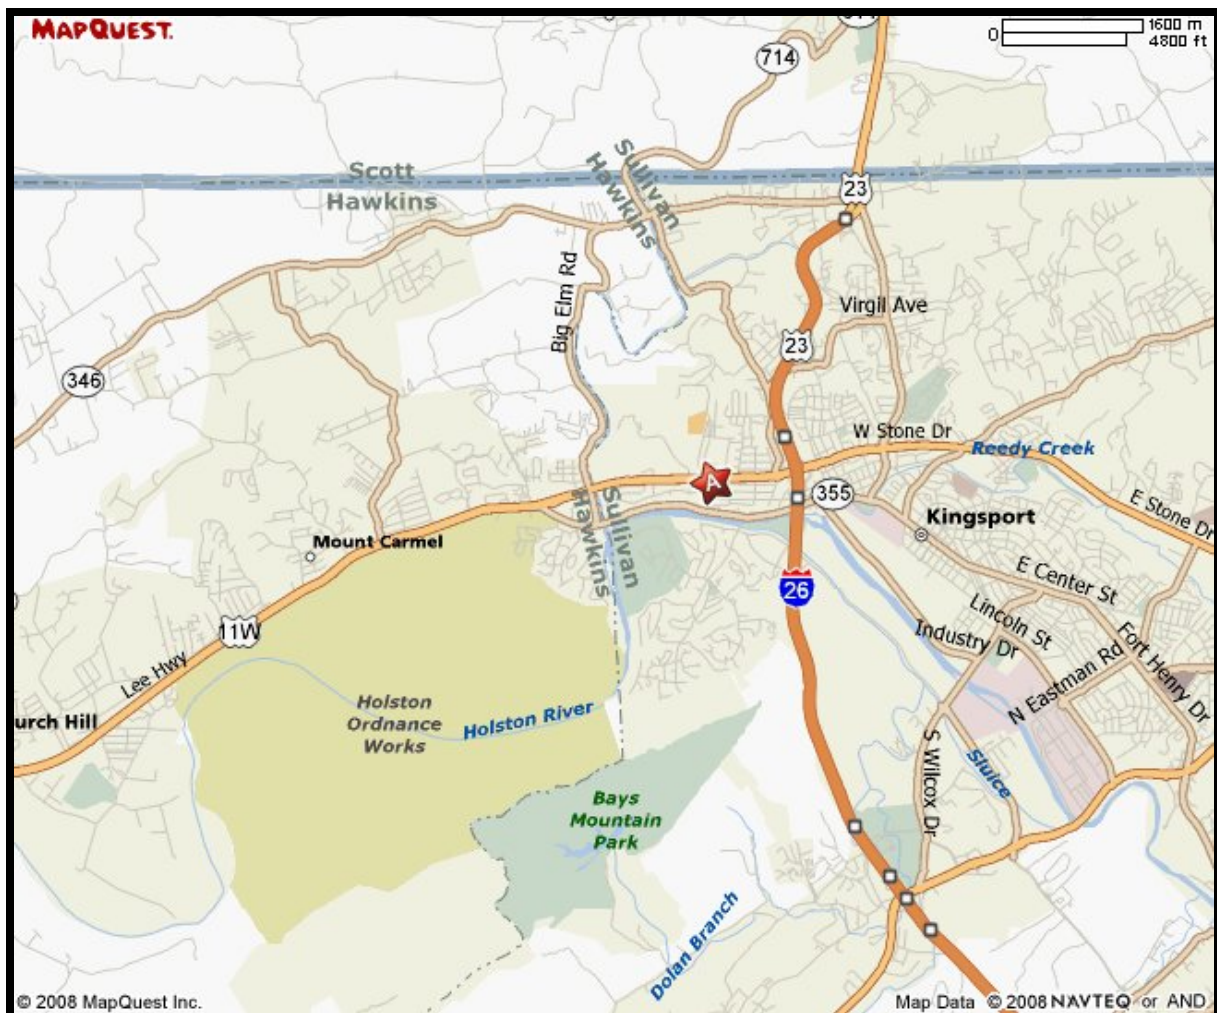 MAPQUEST.
1600 m
0
4800 ft
714
Sullivan
Hawkins
Scott
Hawkins
23
Big Elm Rd
Virgil Ave
23
346
W Stone Dr
Reedy Creek
A
355
E Stone Dr
Kingsport
Hawkins
Sullivan
Mount Carmel
26
E Center St
Lincoln St
Industry Dr
Fort Henry Dr
N Eastman Rd
11W
Lee Hwy
urch Hill
Holston
Ordnance
Works
Holston River
S Wilcox Dr
Sluice
Bays
Mountain
Park
Dolan Branch
© 2008 MapQuest Inc.
Map Data © 2008 NAVTEQ or AND